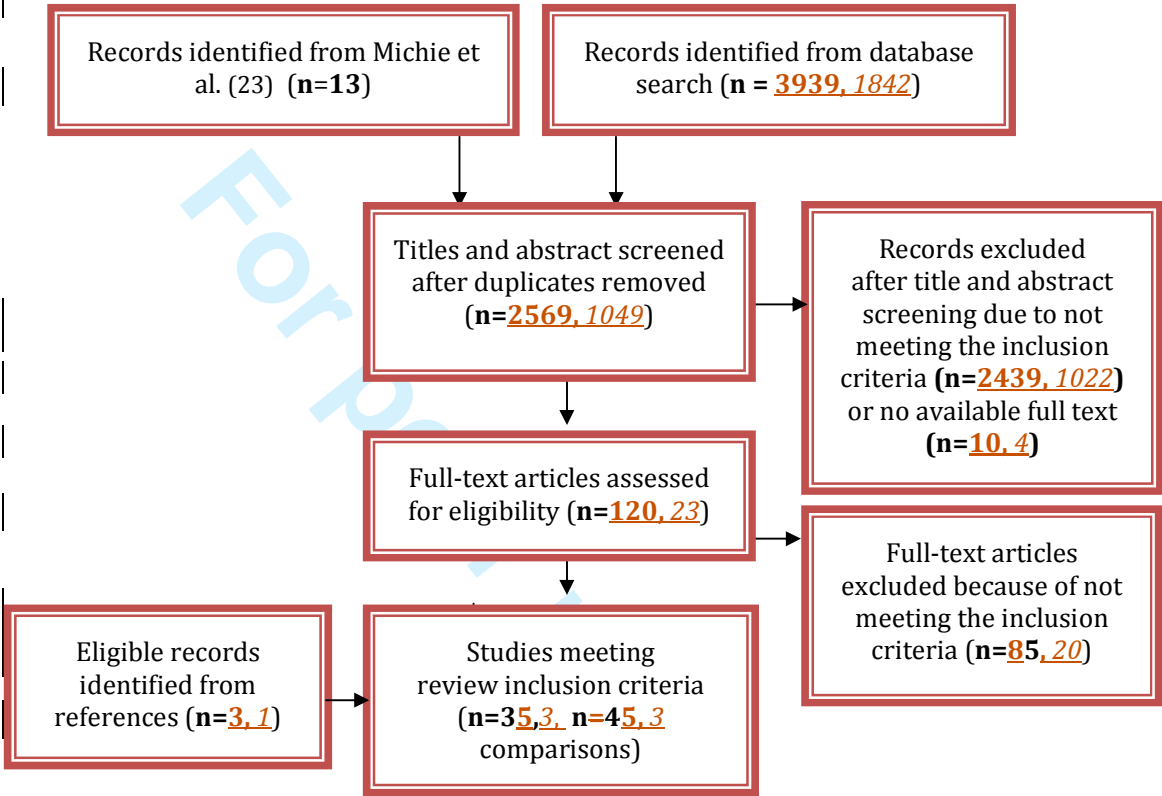 Records identified from Michie et
al. (23) (n=13)
Records identified from database
search (n = 3939, 1842)
Titles and abstract screened
after duplicates removed
(n=2569, 1049)
Records excluded
after title and abstract
screening due to not
meeting the inclusion
criteria (n=2439, 1022)
or no available full text
(n=10, 4)
Full-text articles assessed
for eligibility (n=120, 23)
Full-text articles
excluded because of not
meeting the inclusion
criteria (n=85, 20)
Eligible records
identified from
references (n=3, 1)
Studies meeting
review inclusion criteria
(n=35,3, n=45,3
comparisons)
For pe